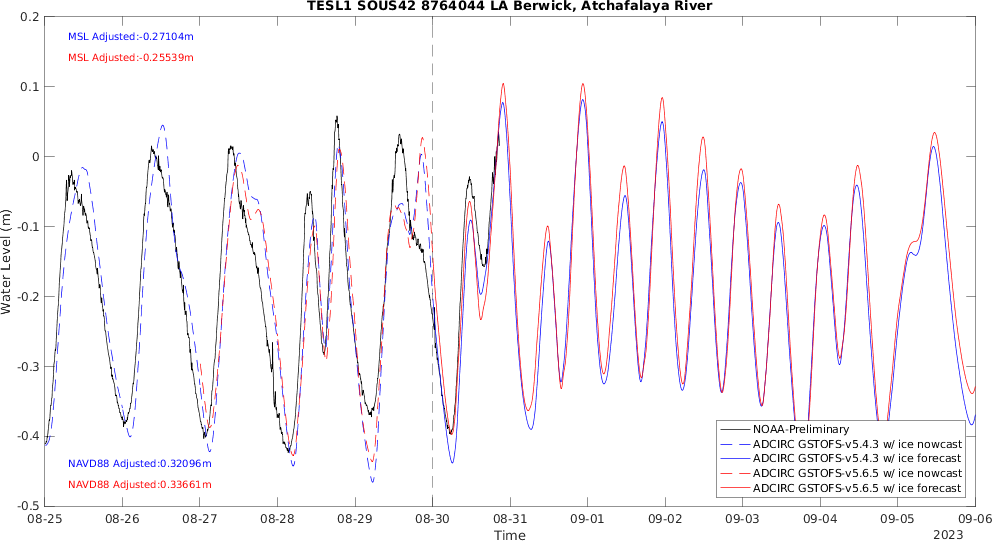 TESL1 SOUS42 8764044 LA Berwick, Atchafalaya River
MSL Adjusted:-0.27104m
MSL Adjusted:-0.25539m
Water Level (m)
0.2
0.1
0
-0.1
-0.2
-0.3
-0.4
-0.5
NAVD88 Adjusted:0.32096m
NAVD88 Adjusted:0.33661m
NOAA-Preliminary
ADCIRC GSTOFS-v5.4.3 w/ ice nowcast
ADCIRC GSTOFS-v5.4.3 w/ ice forecast
ADCIRC GSTOFS-v5.6.5 w/ ice nowcast
ADCIRC GSTOFS-v5.6.5 w/ ice forecast
08-25 08-26 08-27 08-28 08-29 08-30 08-31 09-01 09-02 09-03 09-04 09-05 09-06
Time
2023